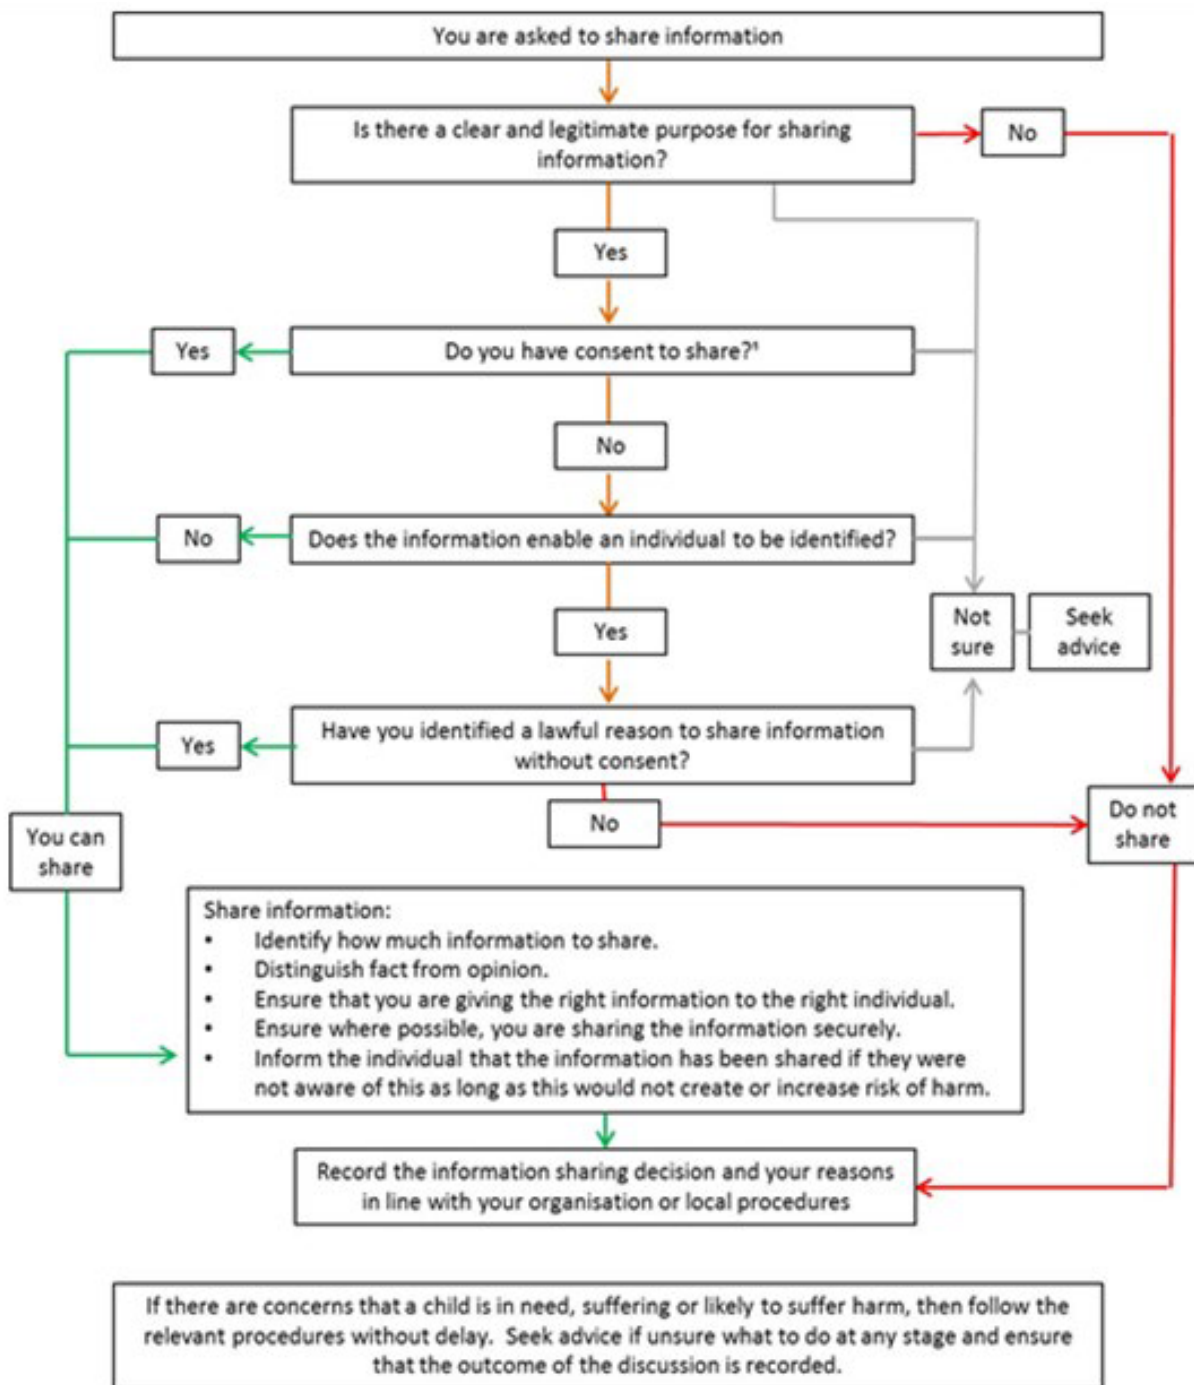 You are asked to share information
Is there a clear and legitimate purpose for sharing
information?
No
Yes
Yes
Do you have consent to share?¹
No
No
Does the information enable an individual to be identified?
Yes
Not
sure
Seek
advice
Yes
Have you identified a lawful reason to share information
without consent?
No
Do not
share
You can
share
Share information:
• Identify how much information to share.
• Distinguish fact from opinion.
• Ensure that you are giving the right information to the right individual.
• Ensure where possible, you are sharing the information securely.
• Inform the individual that the information has been shared if they were
not aware of this as long as this would not create or increase risk of harm.
Record the information sharing decision and your reasons
in line with your organisation or local procedures
If there are concerns that a child is in need, suffering or likely to suffer harm, then follow the
relevant procedures without delay. Seek advice if unsure what to do at any stage and ensure
that the outcome of the discussion is recorded.